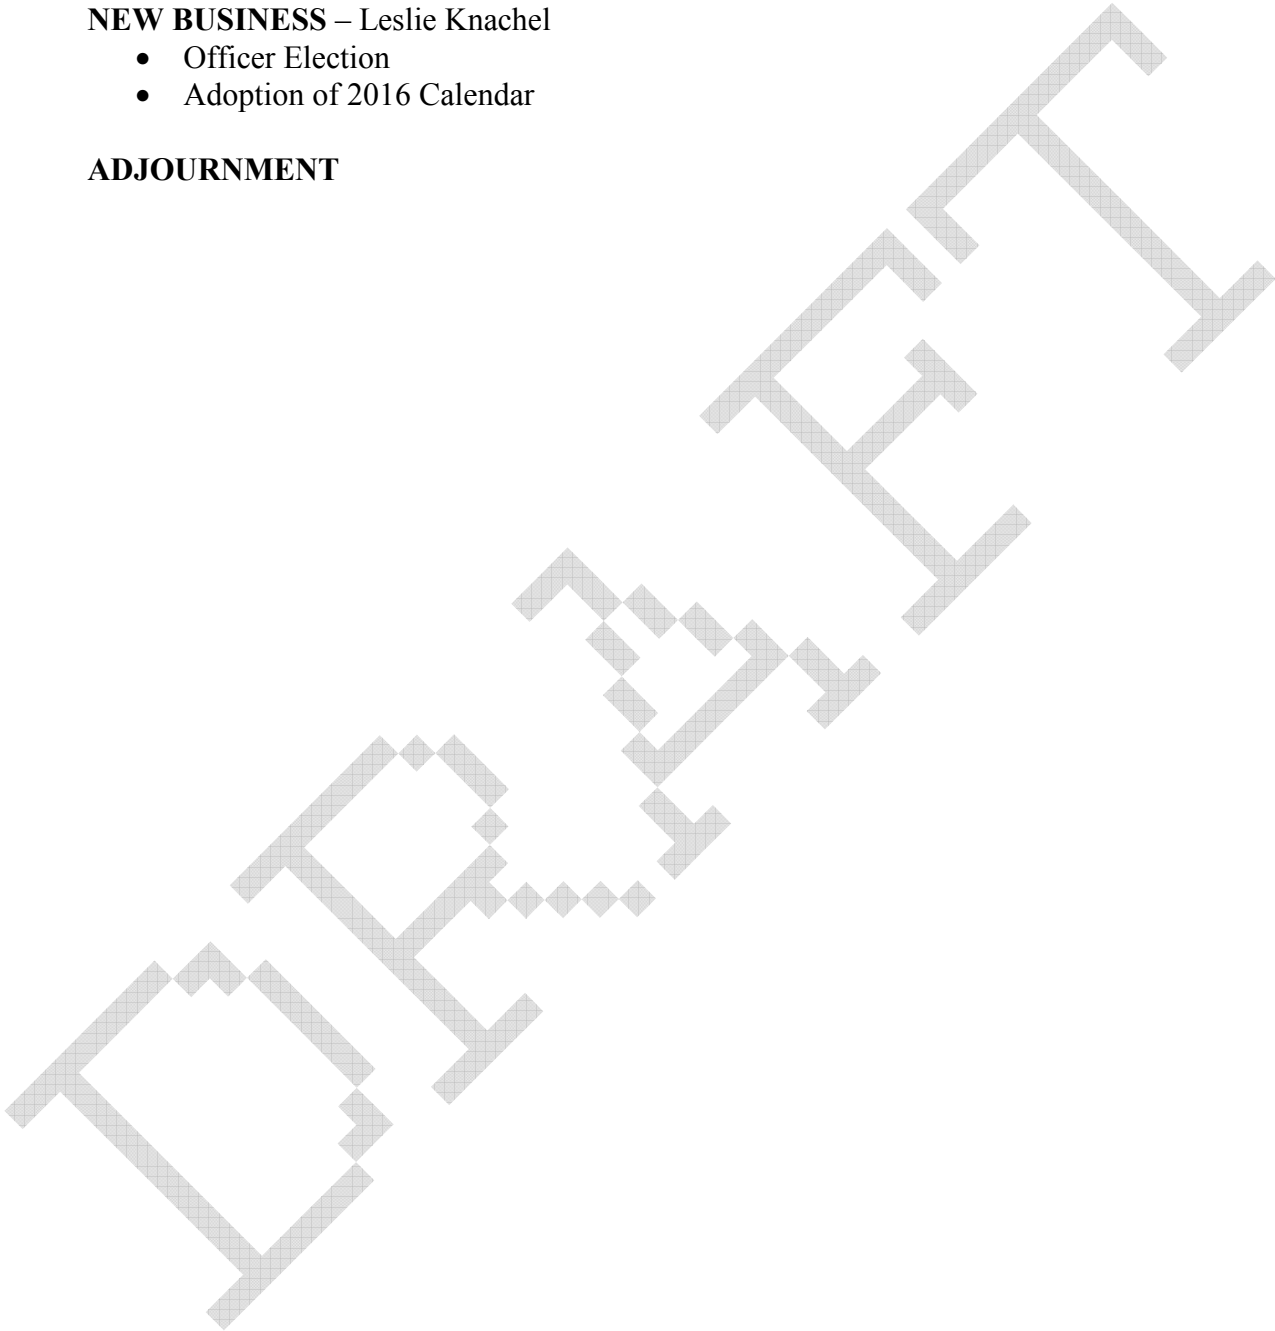 NEW BUSINESS – Leslie Knachel
• Officer Election
• Adoption of 2016 Calendar
ADJOURNMENT
DRAFT